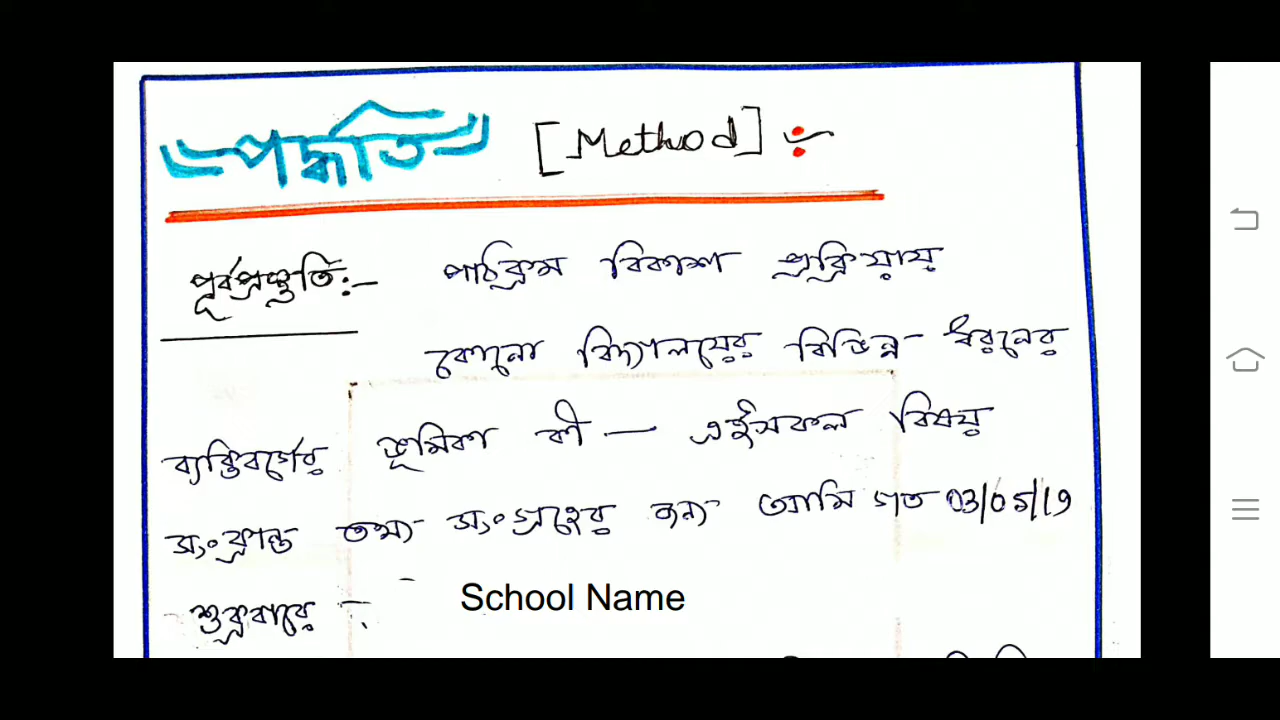 পদ্ধতি [Method] :-
পূর্বপ্রস্তুতি:- পাঠক্রম বিকাশ প্রক্রিয়ায়
কোনো বিদ্যালয়ের বিভিন্ন ধরনের
ব্যক্তিবর্গের ভূমিকা কী — এইসকল বিষয়
সংক্রান্ত তথ্য সংগ্রহের জন্য আমি গত 03/05/19
শুক্রবারে
School Name